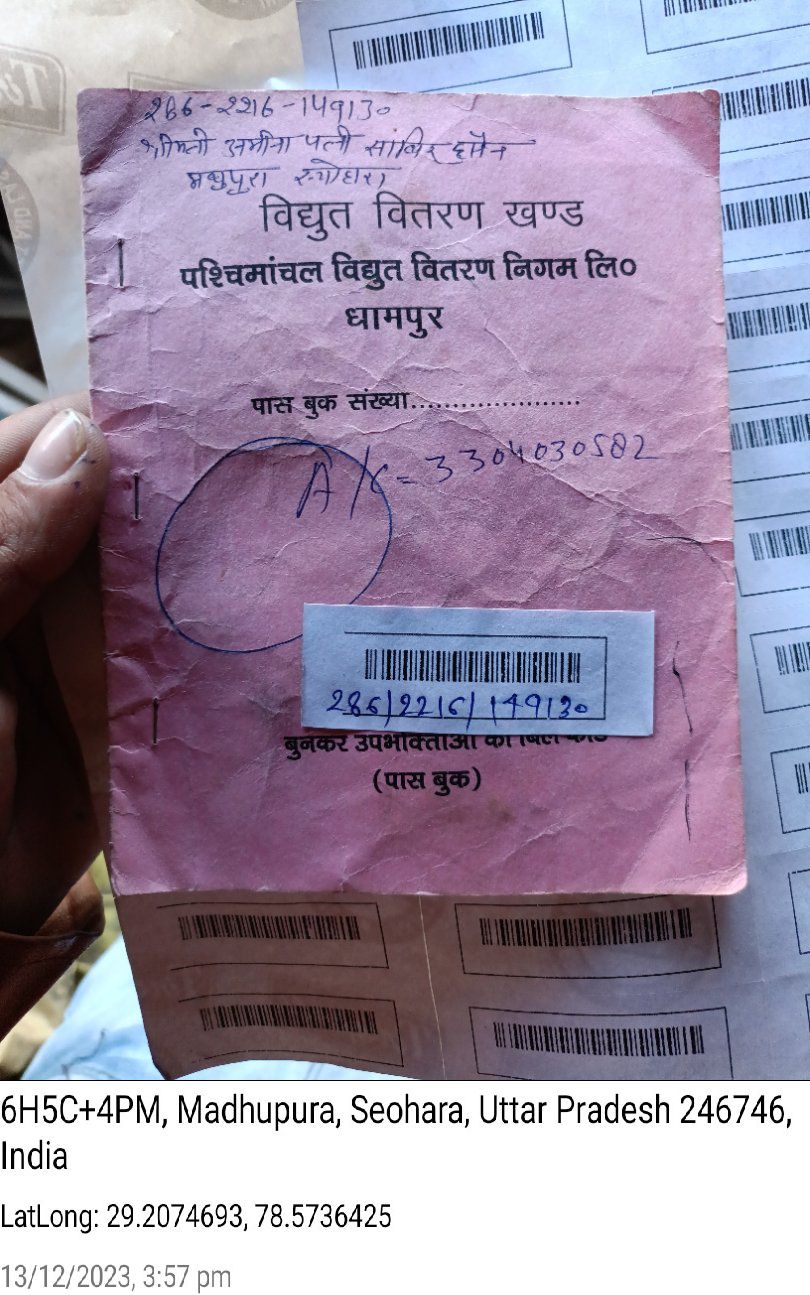 286-2216-149130
श्रीमती अमीना पत्नी साबिर हुसैन
मधुपुरा स्योहारा
विद्युत वितरण खण्ड
पश्चिमांचल विद्युत वितरण निगम लि०
धामपुर
पास बुक संख्या.....................
A/C=3304030582
286/2216/149130
बुनकर उपभोक्ताओं का बिल कार्ड
(पास बुक)
6H5C+4PM, Madhupura, Seohara, Uttar Pradesh 246746,
India
LatLong: 29.2074693, 78.5736425
13/12/2023, 3:57 pm